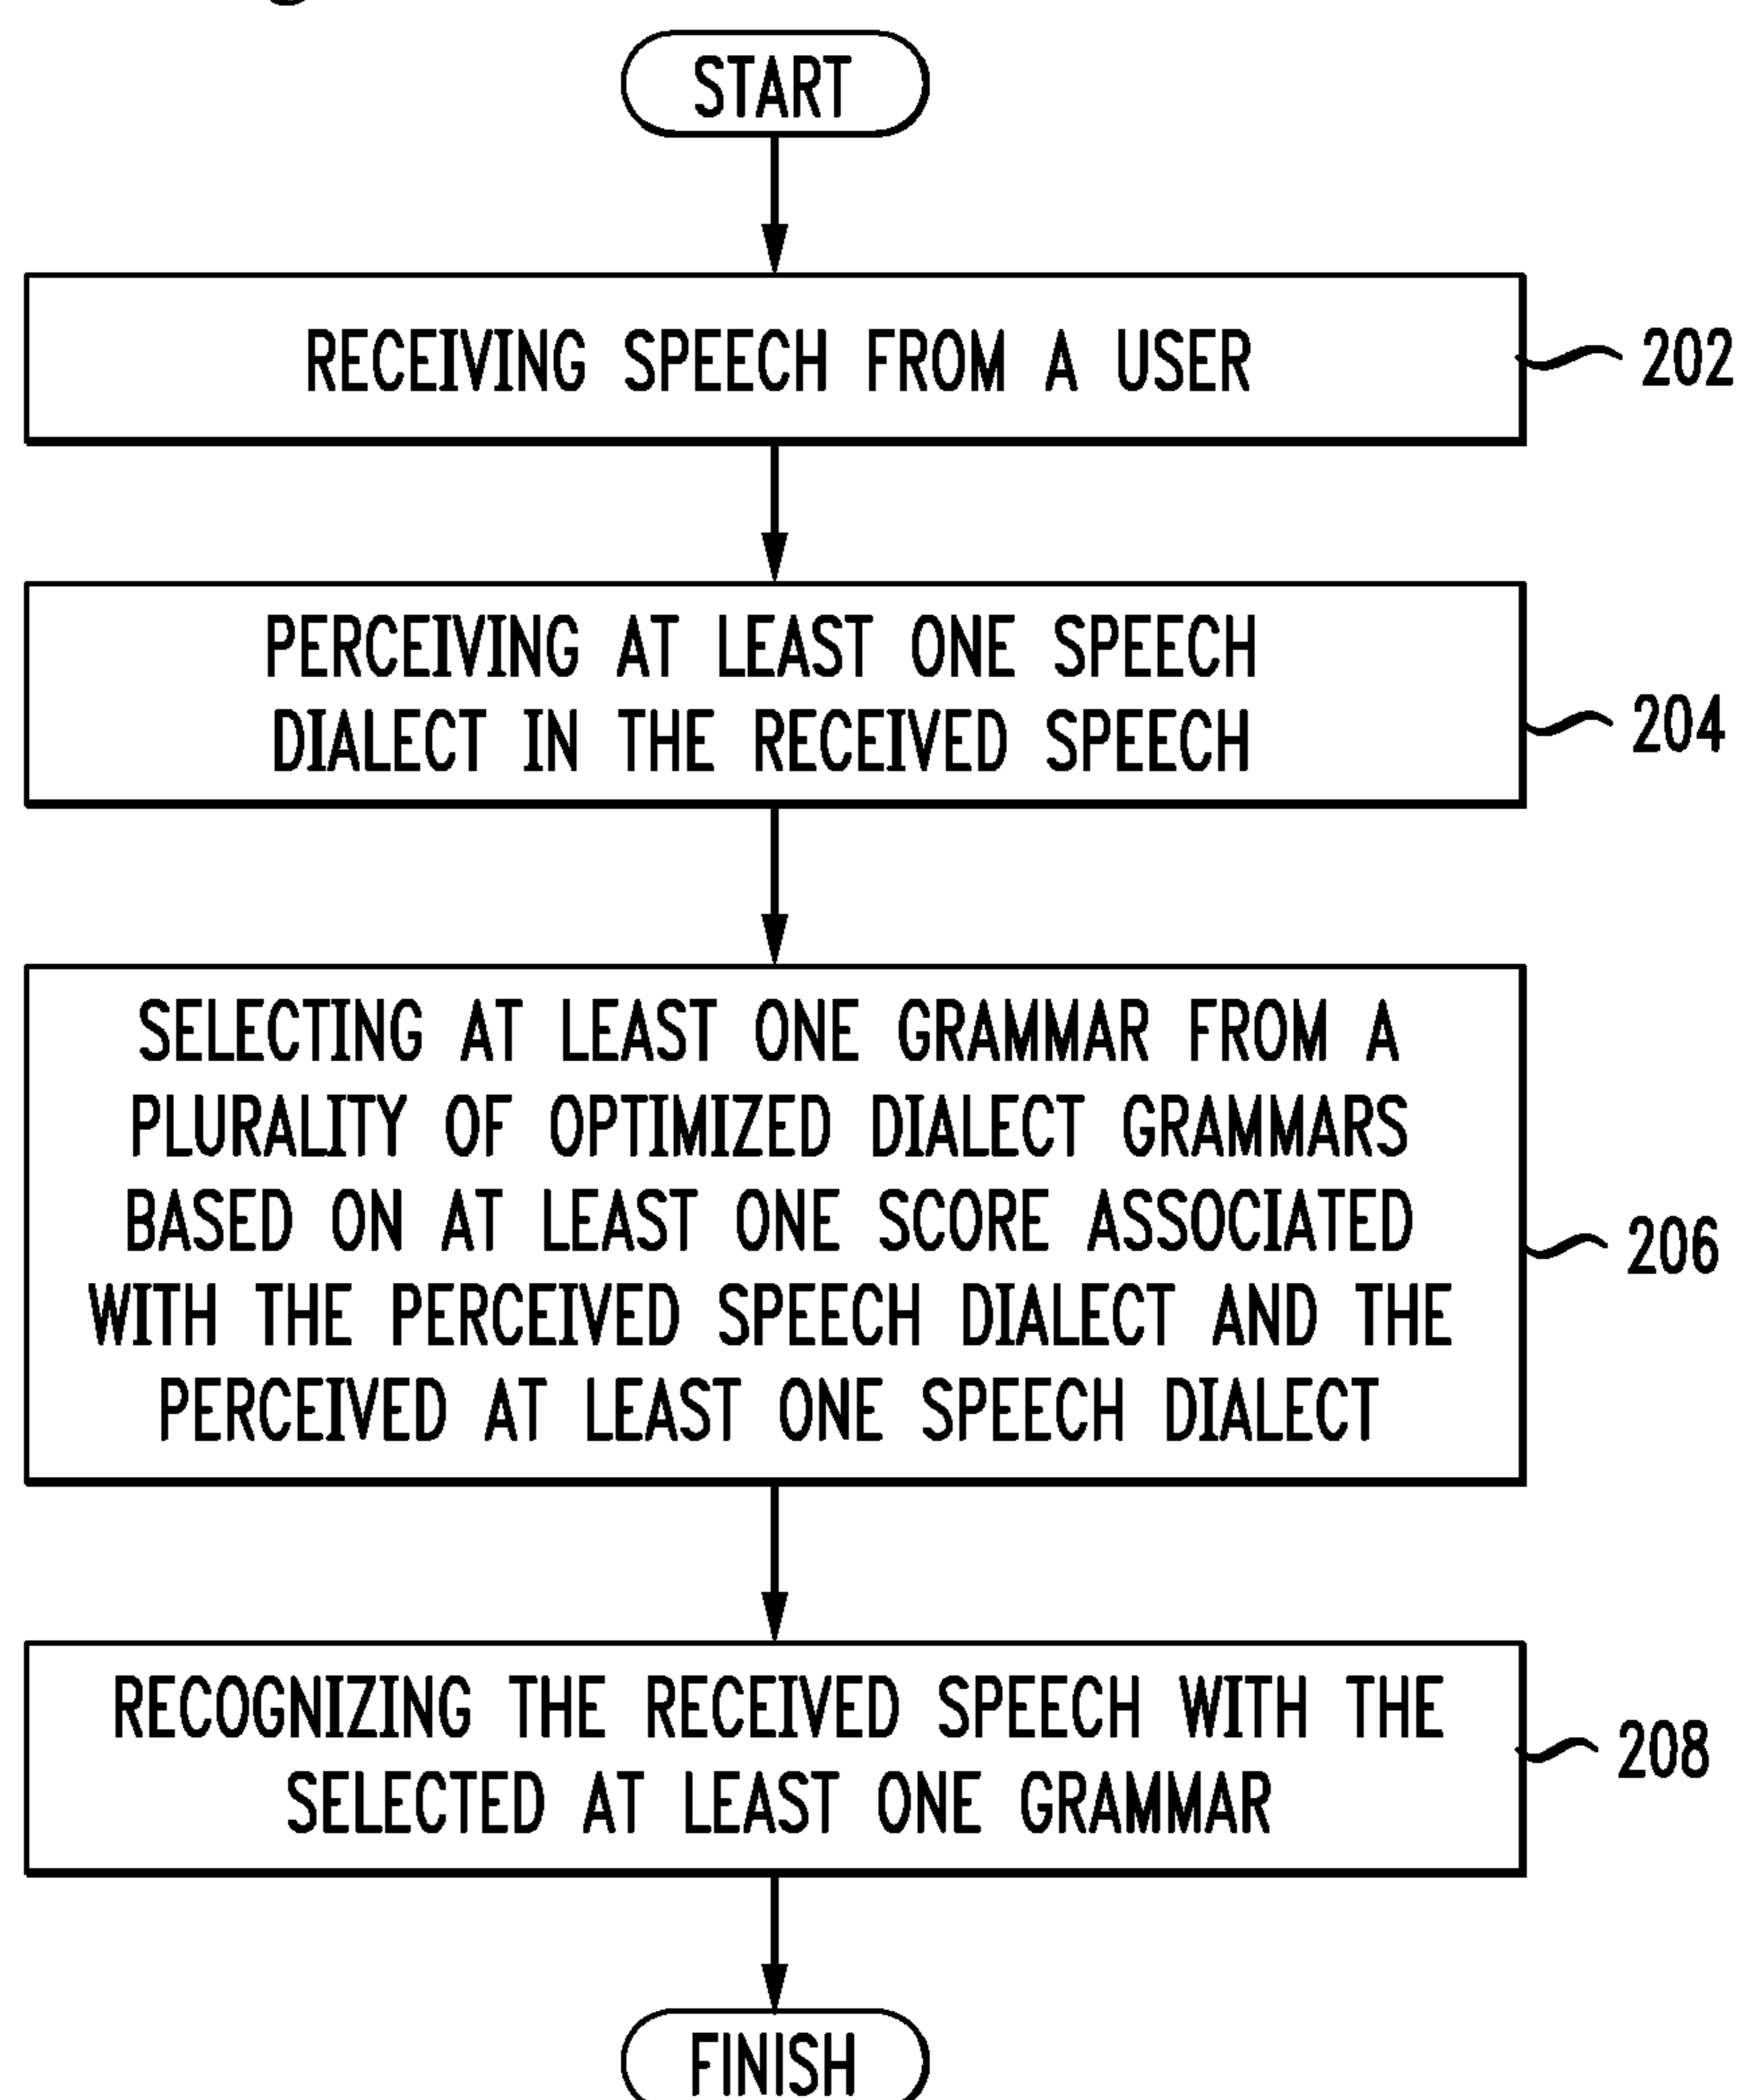 START
RECEIVING SPEECH FROM A USER
202
PERCEIVING AT LEAST ONE SPEECH
DIALECT IN THE RECEIVED SPEECH
204
SELECTING AT LEAST ONE GRAMMAR FROM A
PLURALITY OF OPTIMIZED DIALECT GRAMMARS
BASED ON AT LEAST ONE SCORE ASSOCIATED
WITH THE PERCEIVED SPEECH DIALECT AND THE
PERCEIVED AT LEAST ONE SPEECH DIALECT
206
RECOGNIZING THE RECEIVED SPEECH WITH THE
SELECTED AT LEAST ONE GRAMMAR
208
FINISH